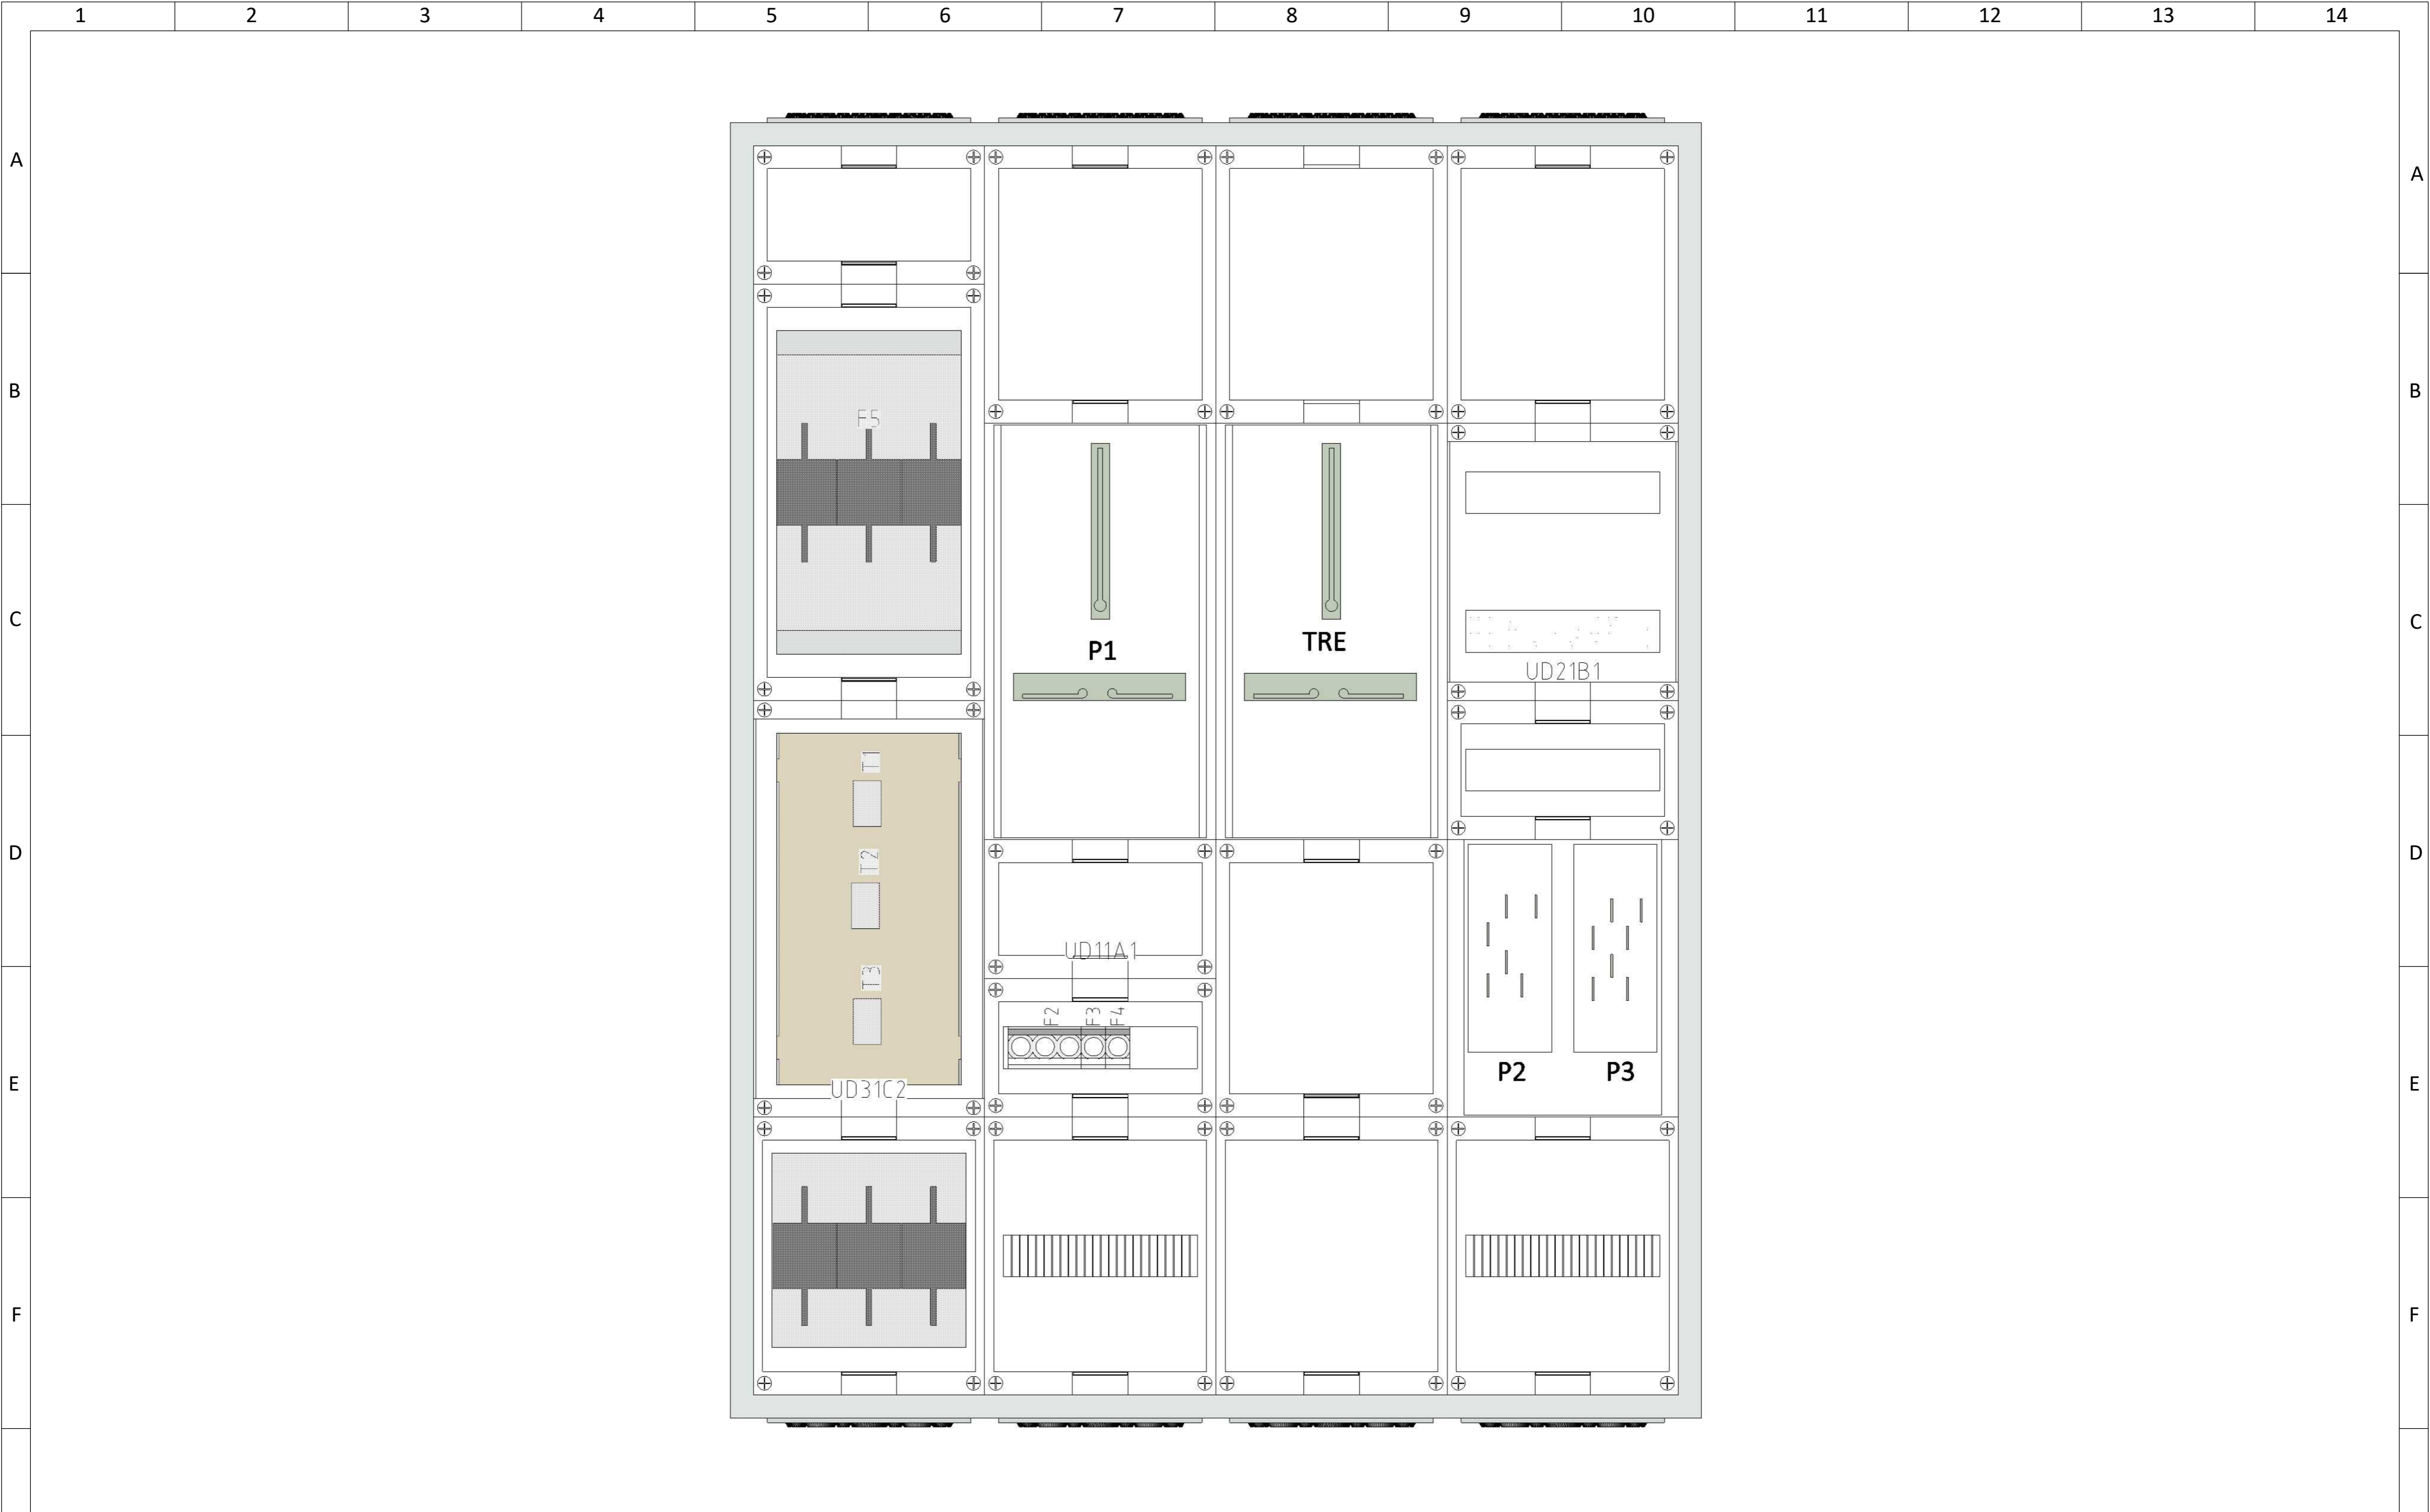 1 2 3 4 5 6 7 8 9 10 11 12 13 14
A A
B B
F5
C C
P1 TRE
UD21B1
T1
D D
T2
UD11A1
T3
F2 F3 F4
P2 P3
E E
UD31C2
F F